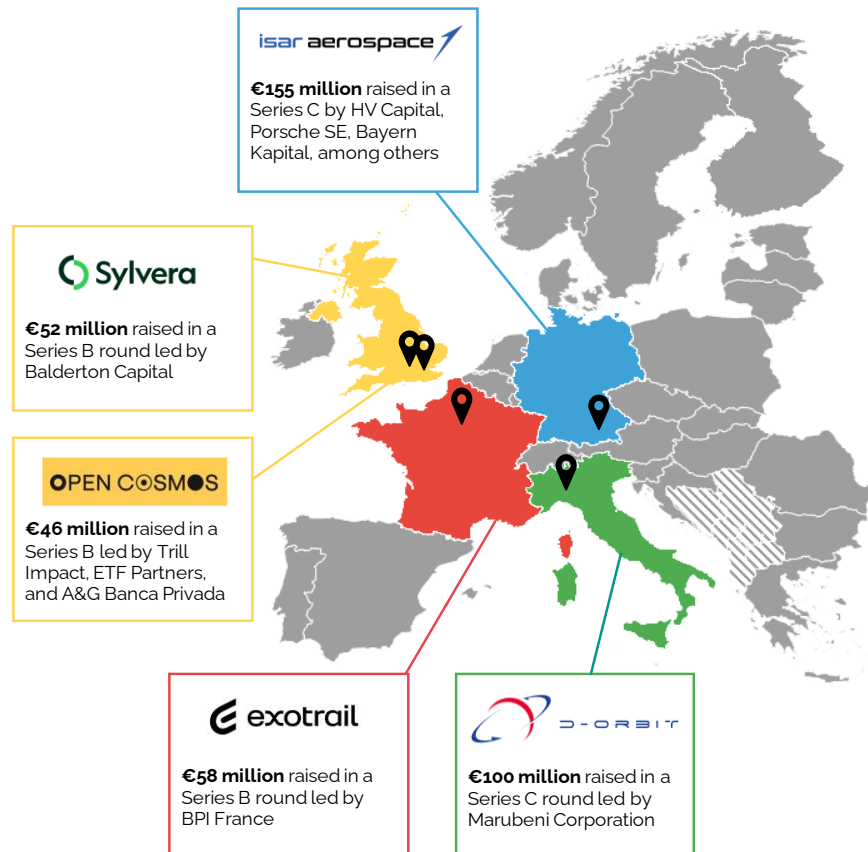 isar aerospace
€155 million raised in a
Series C by HV Capital,
Porsche SE, Bayern
Kapital, among others
Sylvera
€52 million raised in a
Series B round led by
Balderton Capital
OPEN COSMOS
€46 million raised in a
Series B led by Trill
Impact, ETF Partners,
and A&G Banca Privada
exotrail
€58 million raised in a
Series B round led by
BPI France
D-ORBIT
€100 million raised in a
Series C round led by
Marubeni Corporation